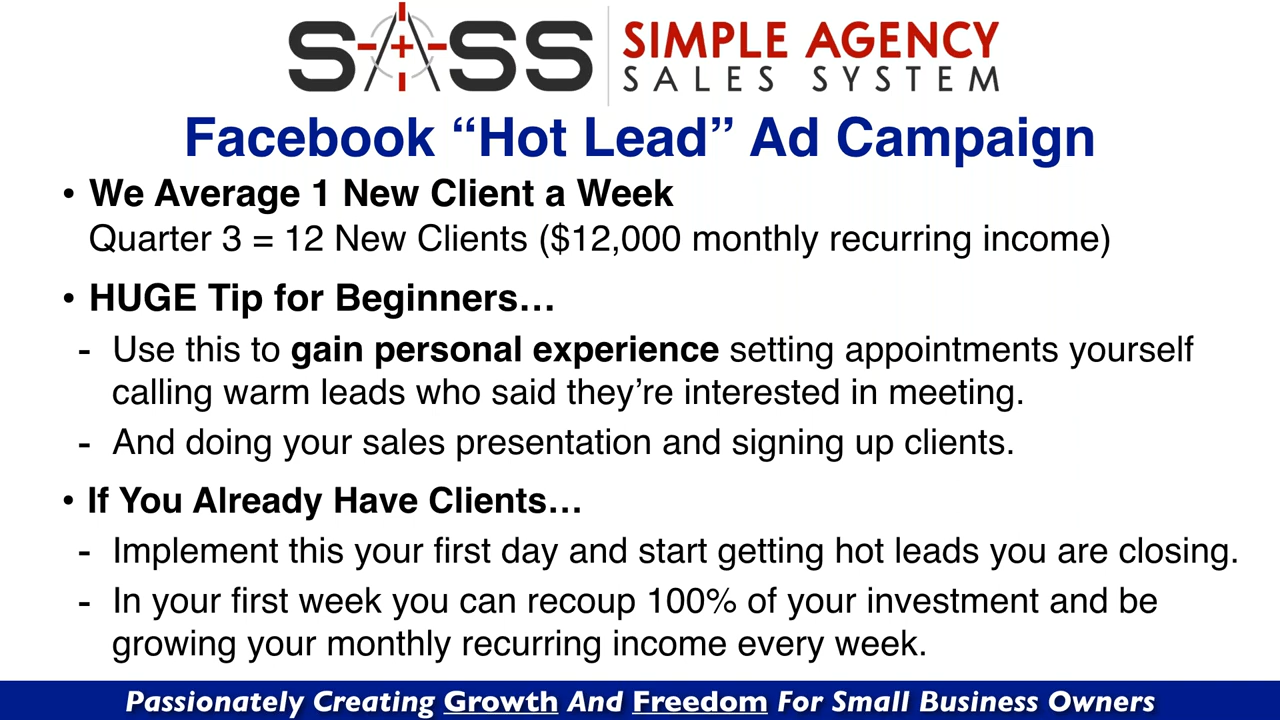 SASS SIMPLE AGENCY
SALES SYSTEM
Facebook “Hot Lead” Ad Campaign
• We Average 1 New Client a Week
Quarter 3 = 12 New Clients ($12,000 monthly recurring income)
• HUGE Tip for Beginners…
- Use this to gain personal experience setting appointments yourself
calling warm leads who said they’re interested in meeting.
- And doing your sales presentation and signing up clients.
• If You Already Have Clients…
- Implement this your first day and start getting hot leads you are closing.
- In your first week you can recoup 100% of your investment and be
growing your monthly recurring income every week.
Passionately Creating Growth And Freedom For Small Business Owners